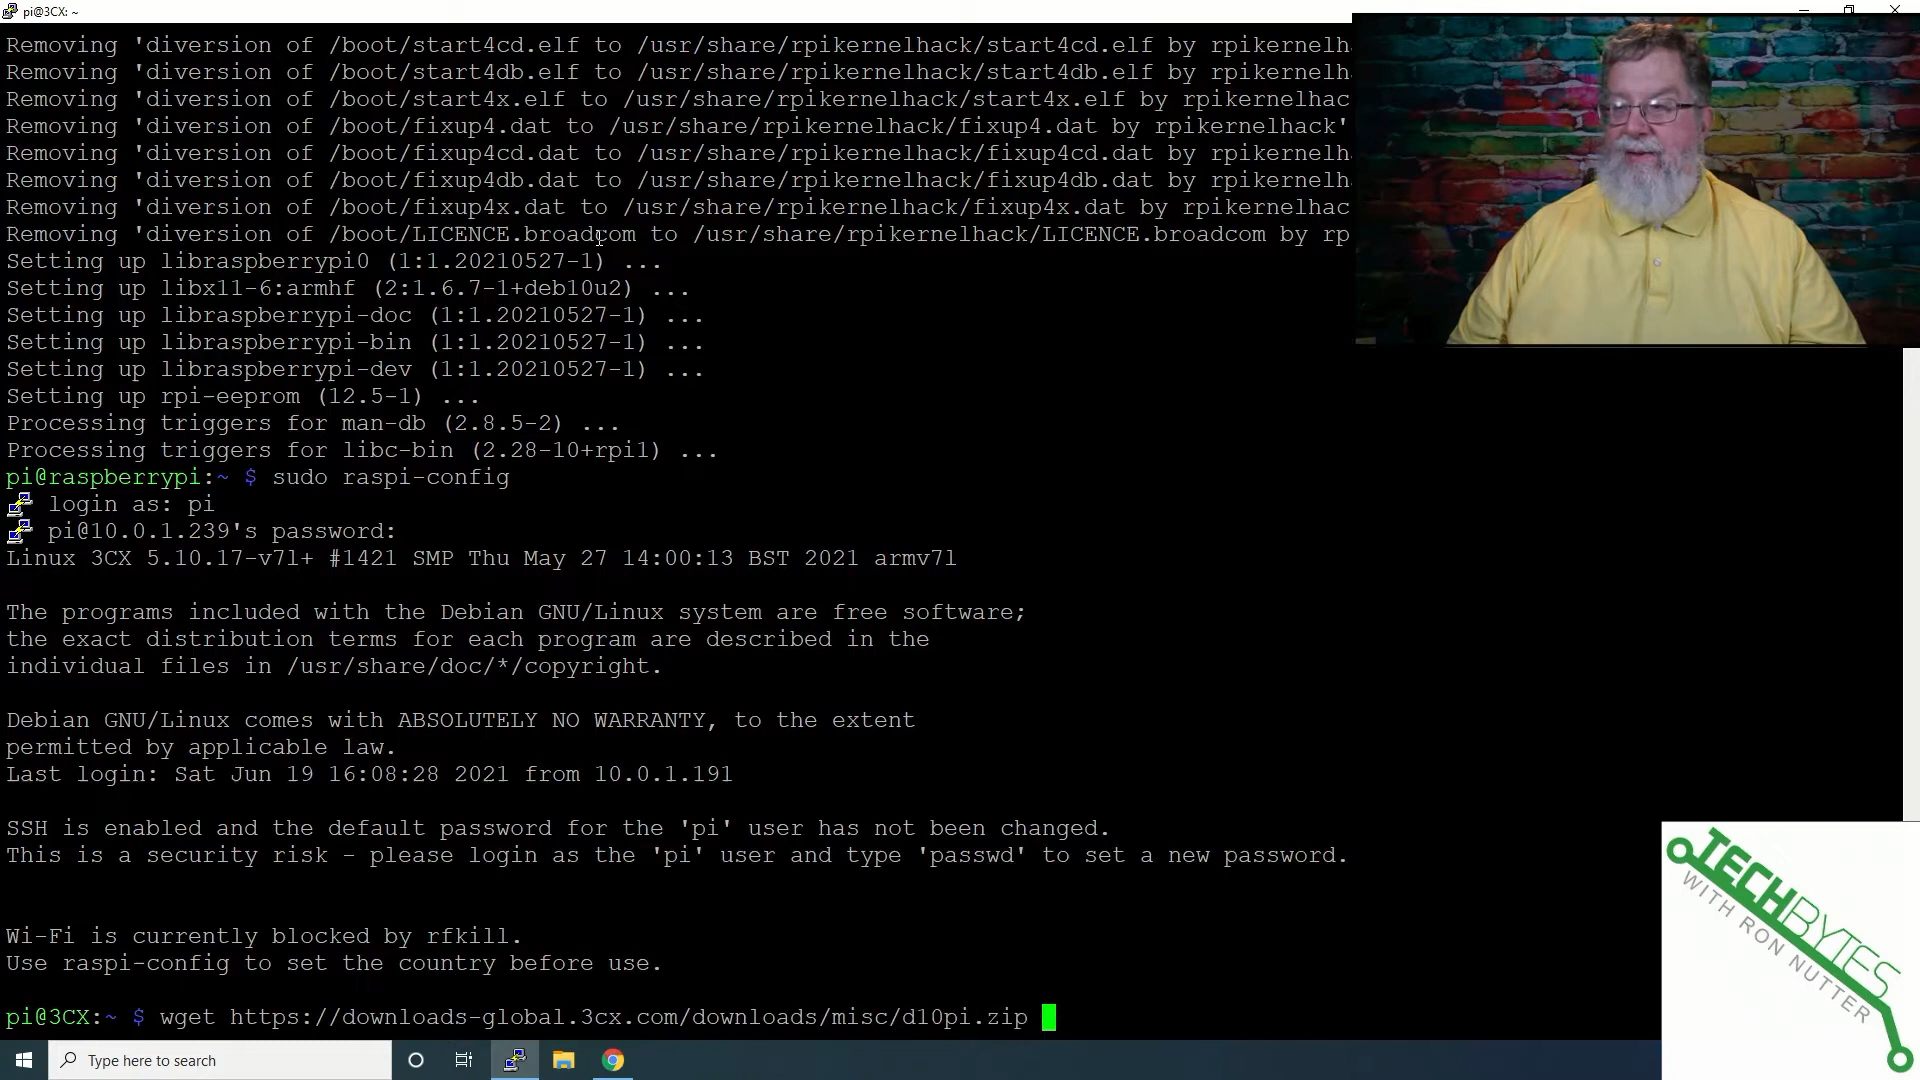 pi@3CX: ~
Removing 'diversion of /boot/start4cd.elf to /usr/share/rpikernelhack/start4cd.elf by rpikernelh
Removing 'diversion of /boot/start4db.elf to /usr/share/rpikernelhack/start4db.elf by rpikernelh
Removing 'diversion of /boot/start4x.elf to /usr/share/rpikernelhack/start4x.elf by rpikernelhac
Removing 'diversion of /boot/fixup4.dat to /usr/share/rpikernelhack/fixup4.dat by rpikernelhack'
Removing 'diversion of /boot/fixup4cd.dat to /usr/share/rpikernelhack/fixup4cd.dat by rpikernelh
Removing 'diversion of /boot/fixup4db.dat to /usr/share/rpikernelhack/fixup4db.dat by rpikernelh
Removing 'diversion of /boot/fixup4x.dat to /usr/share/rpikernelhack/fixup4x.dat by rpikernelhac
Removing 'diversion of /boot/LICENCE.broadcom to /usr/share/rpikernelhack/LICENCE.broadcom by rp
Setting up libraspberrypi0 (1:1.20210527-1) ...
Setting up libx11-6:armhf (2:1.6.7-1+deb10u2) ...
Setting up libraspberrypi-doc (1:1.20210527-1) ...
Setting up libraspberrypi-bin (1:1.20210527-1) ...
Setting up libraspberrypi-dev (1:1.20210527-1) ...
Setting up rpi-eeprom (12.5-1) ...
Processing triggers for man-db (2.8.5-2) ...
Processing triggers for libc-bin (2.28-10+rpi1) ...
pi@raspberrypi:~ $ sudo raspi-config
login as: pi
pi@10.0.1.239's password:
Linux 3CX 5.10.17-v7l+ #1421 SMP Thu May 27 14:00:13 BST 2021 armv7l
The programs included with the Debian GNU/Linux system are free software;
the exact distribution terms for each program are described in the
individual files in /usr/share/doc/*/copyright.
Debian GNU/Linux comes with ABSOLUTELY NO WARRANTY, to the extent
permitted by applicable law.
Last login: Sat Jun 19 16:08:28 2021 from 10.0.1.191
SSH is enabled and the default password for the 'pi' user has not been changed.
This is a security risk - please login as the 'pi' user and type 'passwd' to set a new password.
Wi-Fi is currently blocked by rfkill.
Use raspi-config to set the country before use.
pi@3CX:~ $ wget https://downloads-global.3cx.com/downloads/misc/d10pi.zip
TECHBYTES
WITH RON NUTTER
Type here to search